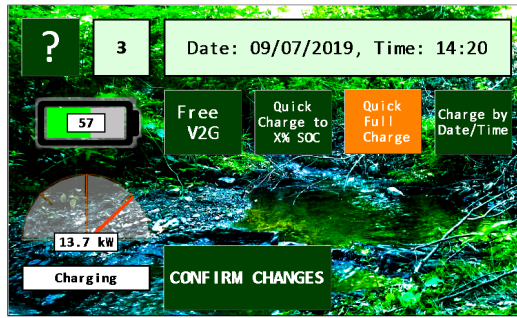 ?
3
Date: 09/07/2019, Time: 14:20
57
Free
V2G
Quick
Charge to
X% SOC
Quick
Full
Charge
Charge by
Date/Time
13.7 kW
Charging
CONFIRM CHANGES